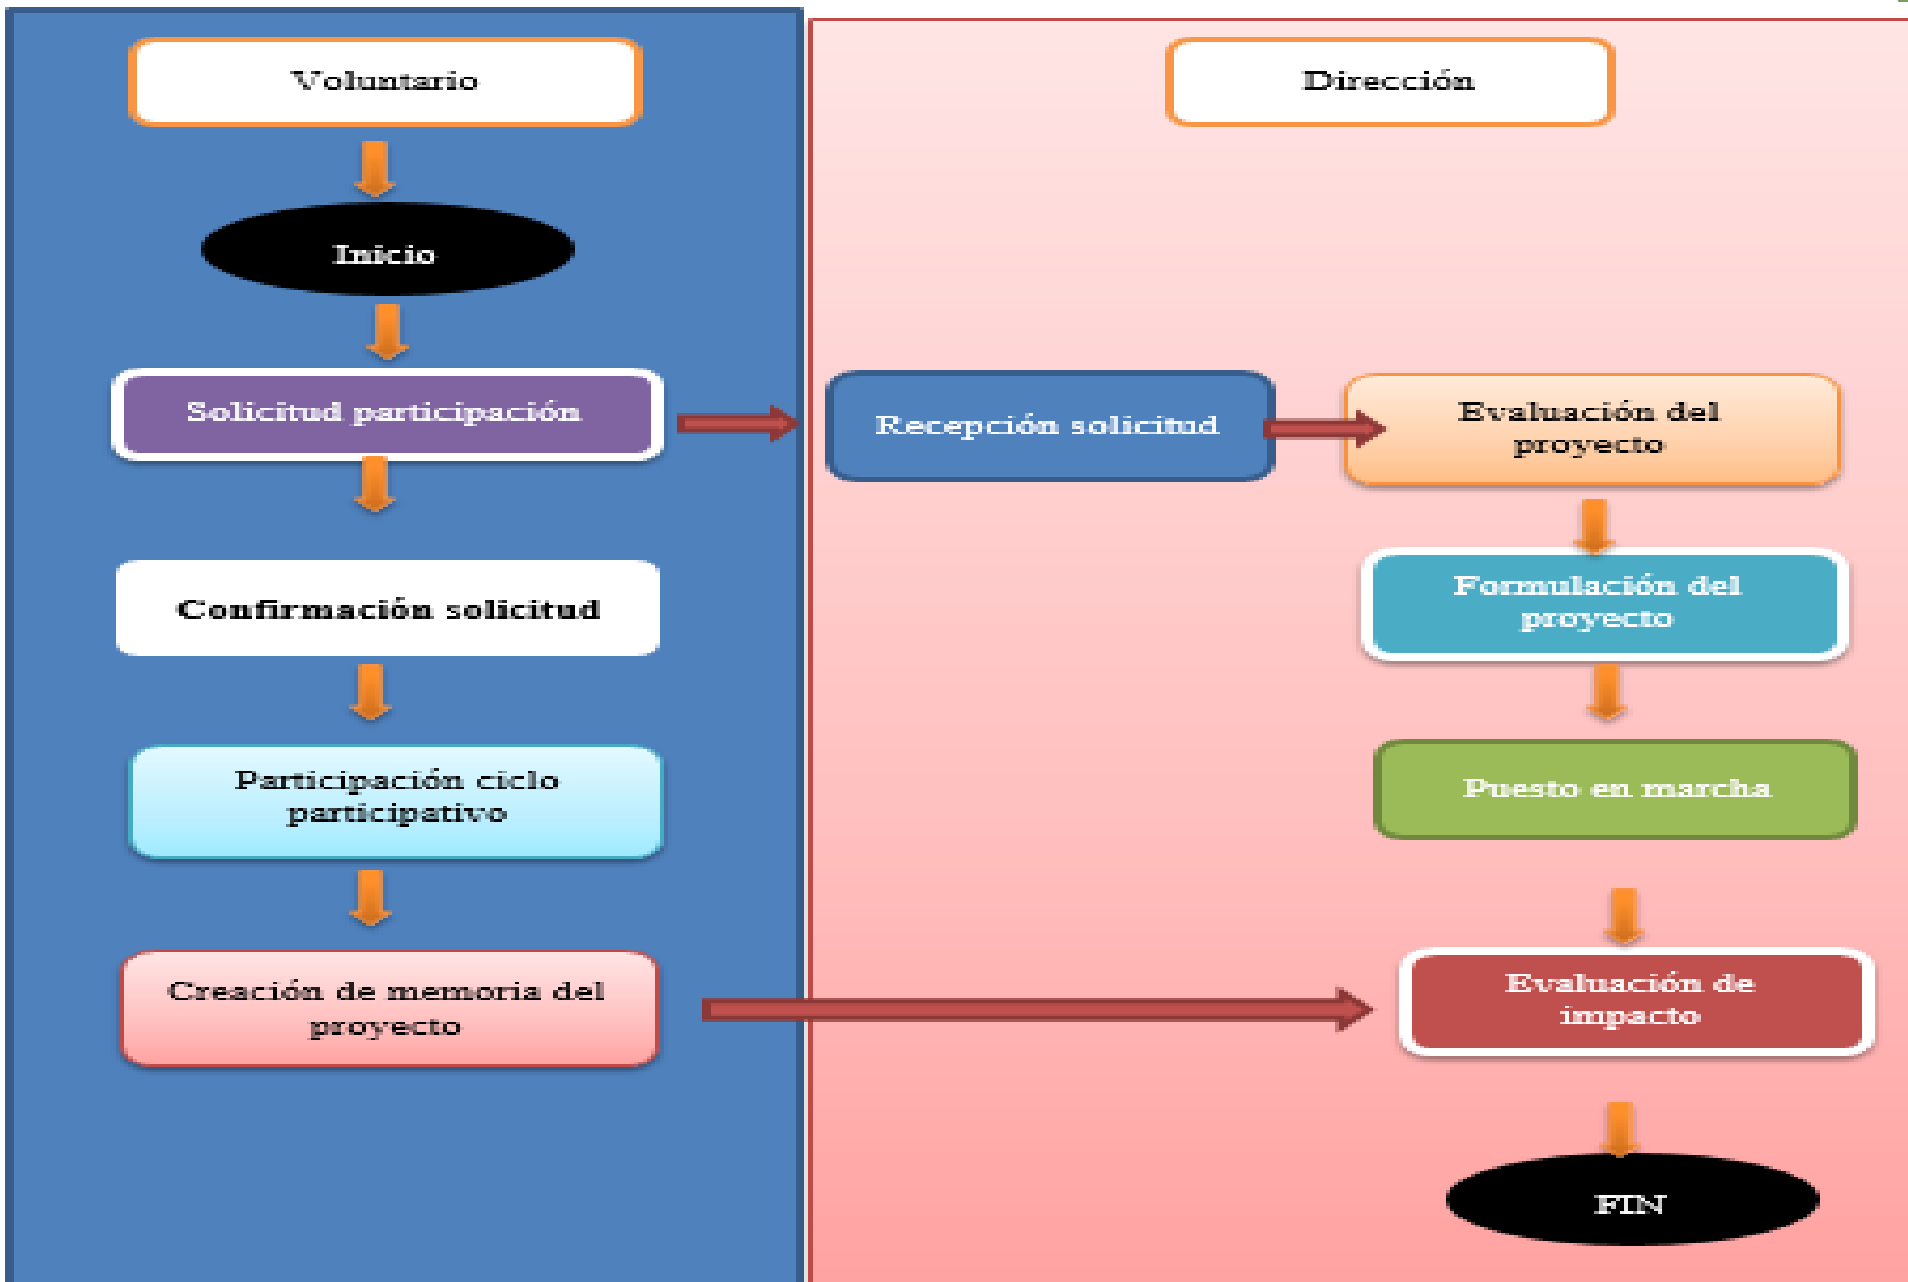 Voluntario
Dirección
Inicio
Solicitud participación
Recepción solicitud
Evaluación del
proyecto
Confirmación solicitud
Formulación del
proyecto
Participación ciclo
participativo
Puesto en marcha
Creación de memoria del
proyecto
Evaluación de
impacto
FIN